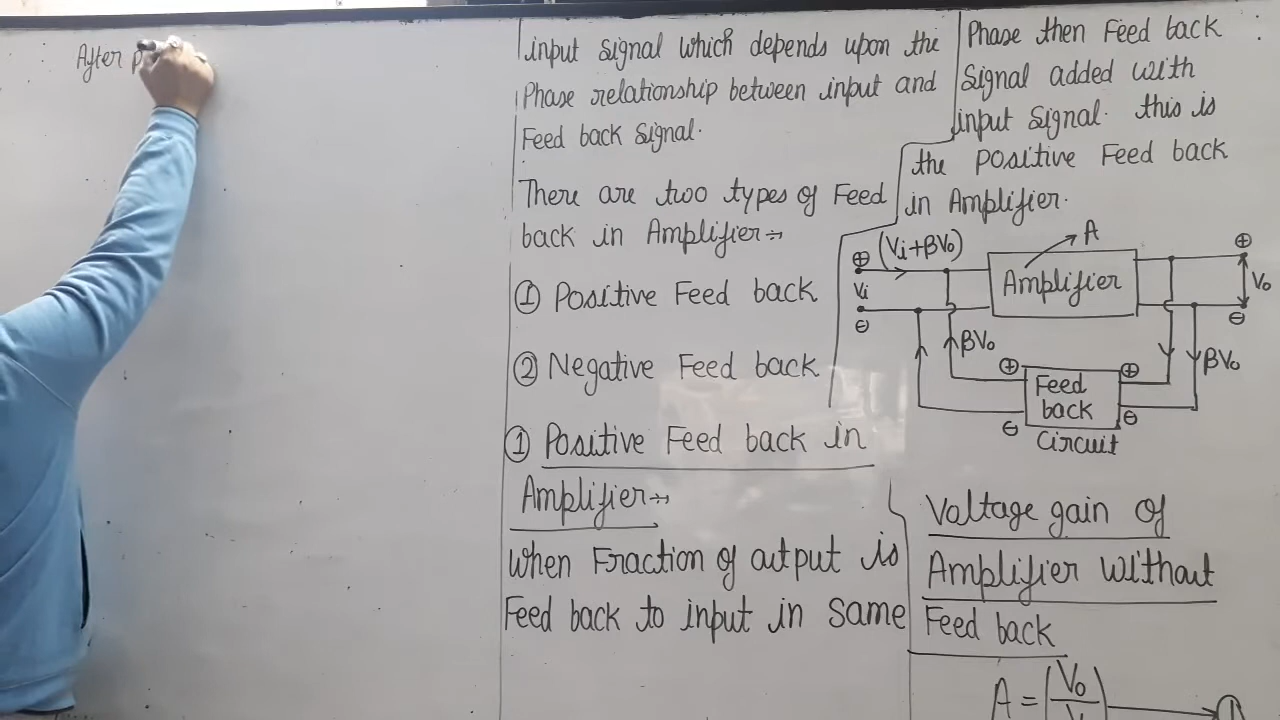 After p
input signal which depends upon the
Phase relationship between input and
Feed back Signal.
There are two types of Feed
back in Amplifier
① Positive Feed back
② Negative Feed back
① Positive Feed back in
Amplifier
When Fraction of output is
Feed back to input in same
Phase then Feed back
Signal added with
input Signal. this is
the positive Feed back
in Amplifier.
A
(Vi+βVo)
⊕
⊕
Vi
Amplifier
Vo
⊖
⊖
βVo
βVo
⊕
⊕
Feed
back
⊖
⊖
Circuit
Voltage gain of
Amplifier without
Feed back
A = (Vo